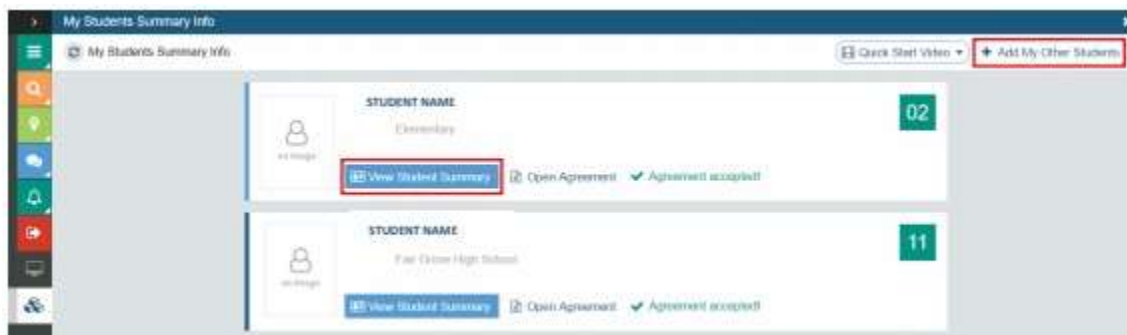 My Students Summary Info
My Students Summary Info
Quick Start Video
+ Add My Other Students
STUDENT NAME
02
Elementary
no image
View Student Summary
Open Agreement
✔ Agreement accepted!
STUDENT NAME
11
Fair Grove High School
no image
View Student Summary
Open Agreement
✔ Agreement accepted!